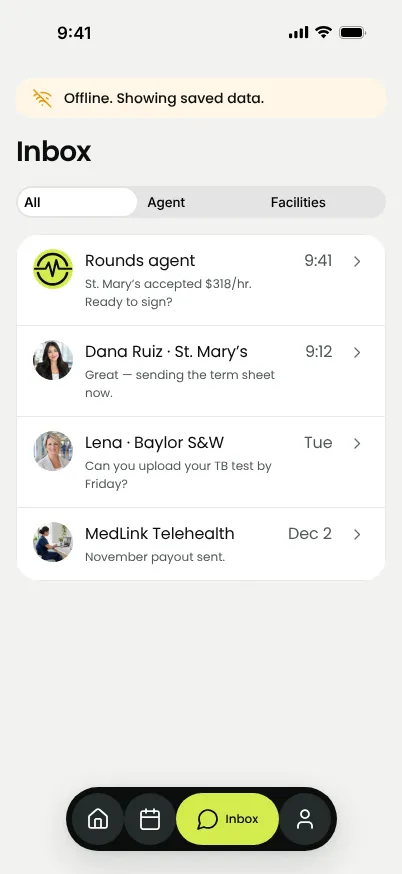 9:41
Offline. Showing saved data.
Inbox
All Agent Facilities
Rounds agent 9:41
St. Mary’s accepted $318/hr.
Ready to sign?
Dana Ruiz · St. Mary’s 9:12
Great — sending the term sheet
now.
Lena · Baylor S&W Tue
Can you upload your TB test by
Friday?
MedLink Telehealth Dec 2
November payout sent.
Inbox